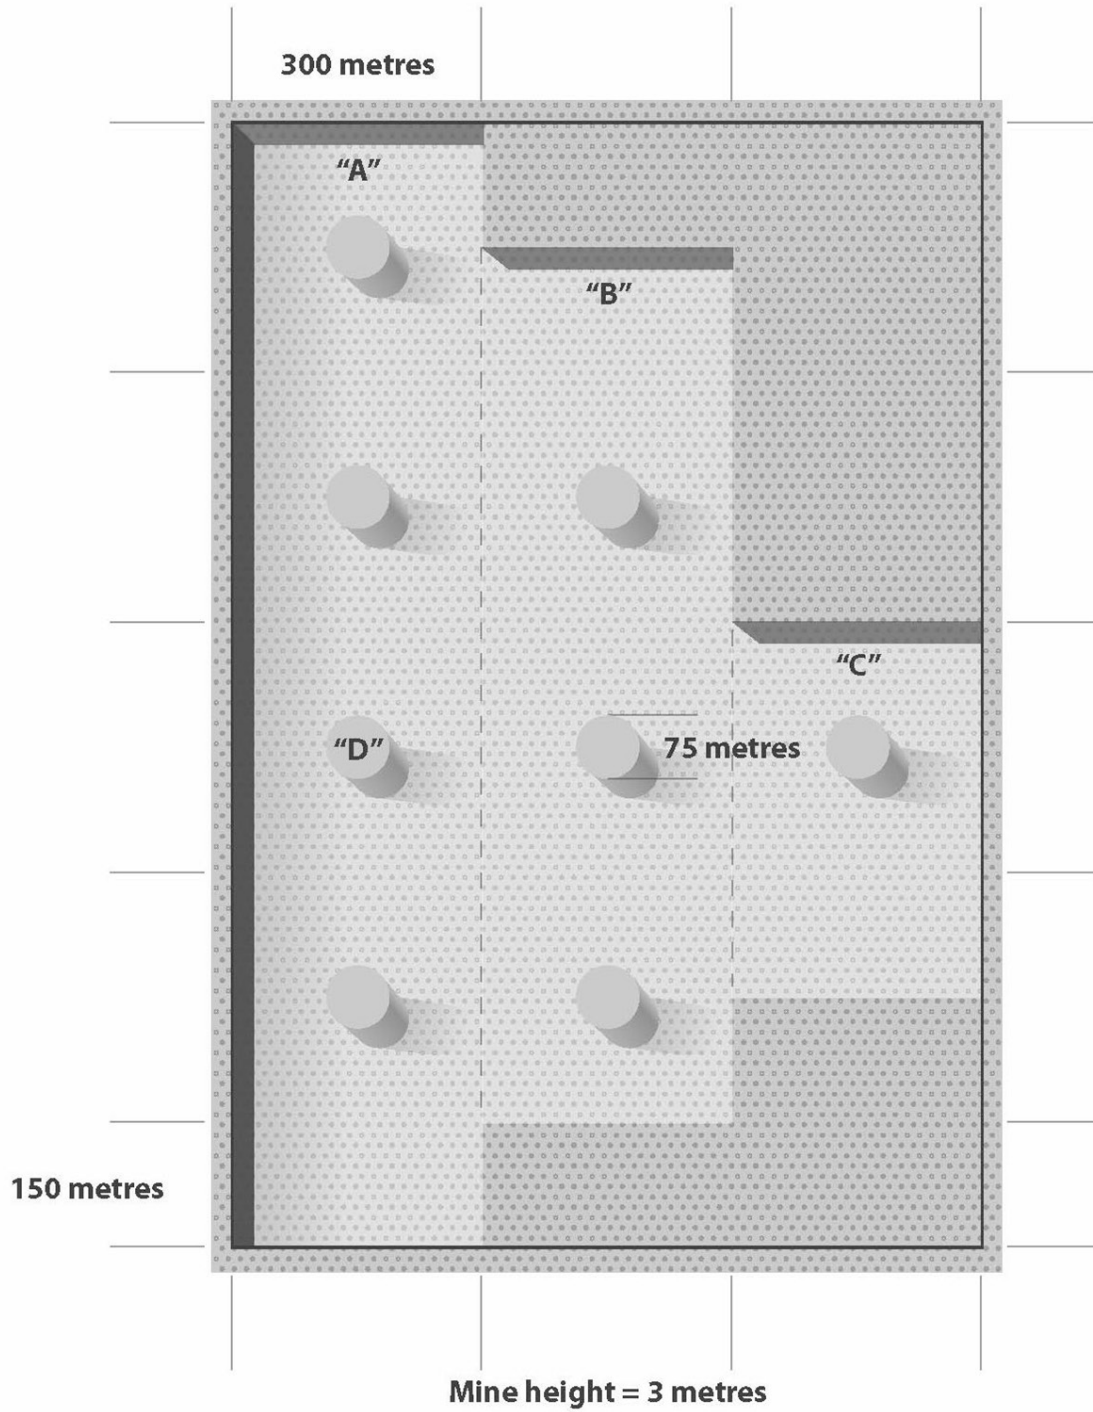 300 metres
“A”
“B”
“C”
“D”
75 metres
150 metres
Mine height = 3 metres